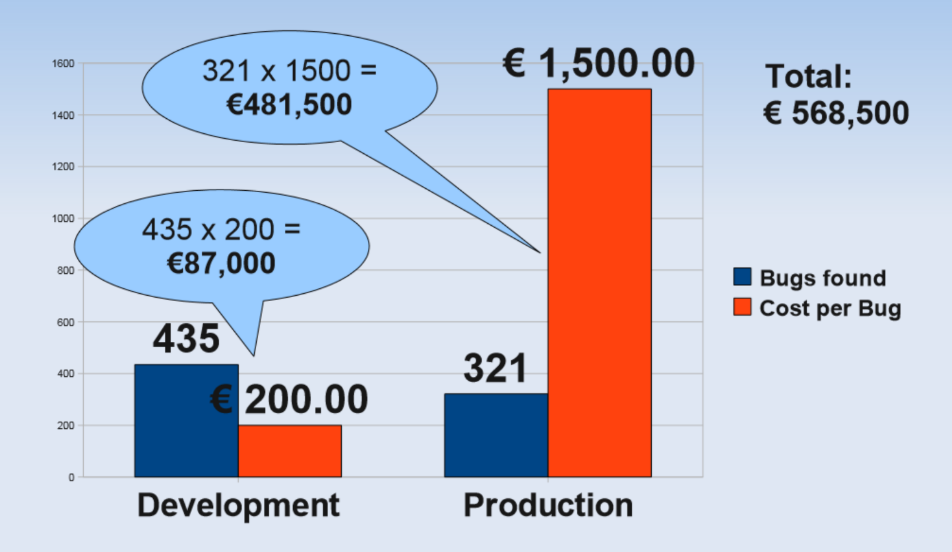 321 x 1500 =
€481,500
€ 1,500.00
Total:
€ 568,500
435 x 200 =
€87,000
1600
1400
1200
1000
800
600
400
200
0
435
€ 200.00
321
Bugs found
Cost per Bug
Development
Production